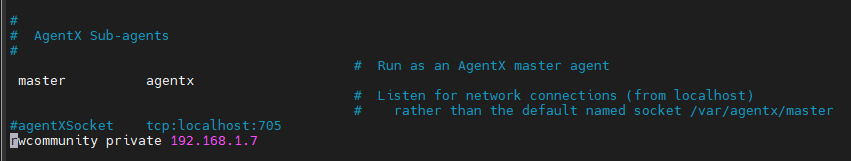 #
#  AgentX Sub-agents
#
#  Run as an AgentX master agent
master          agentx
#  Listen for network connections (from localhost)
#    rather than the default named socket /var/agentx/master
#agentXSocket    tcp:localhost:705
rwcommunity private 192.168.1.7